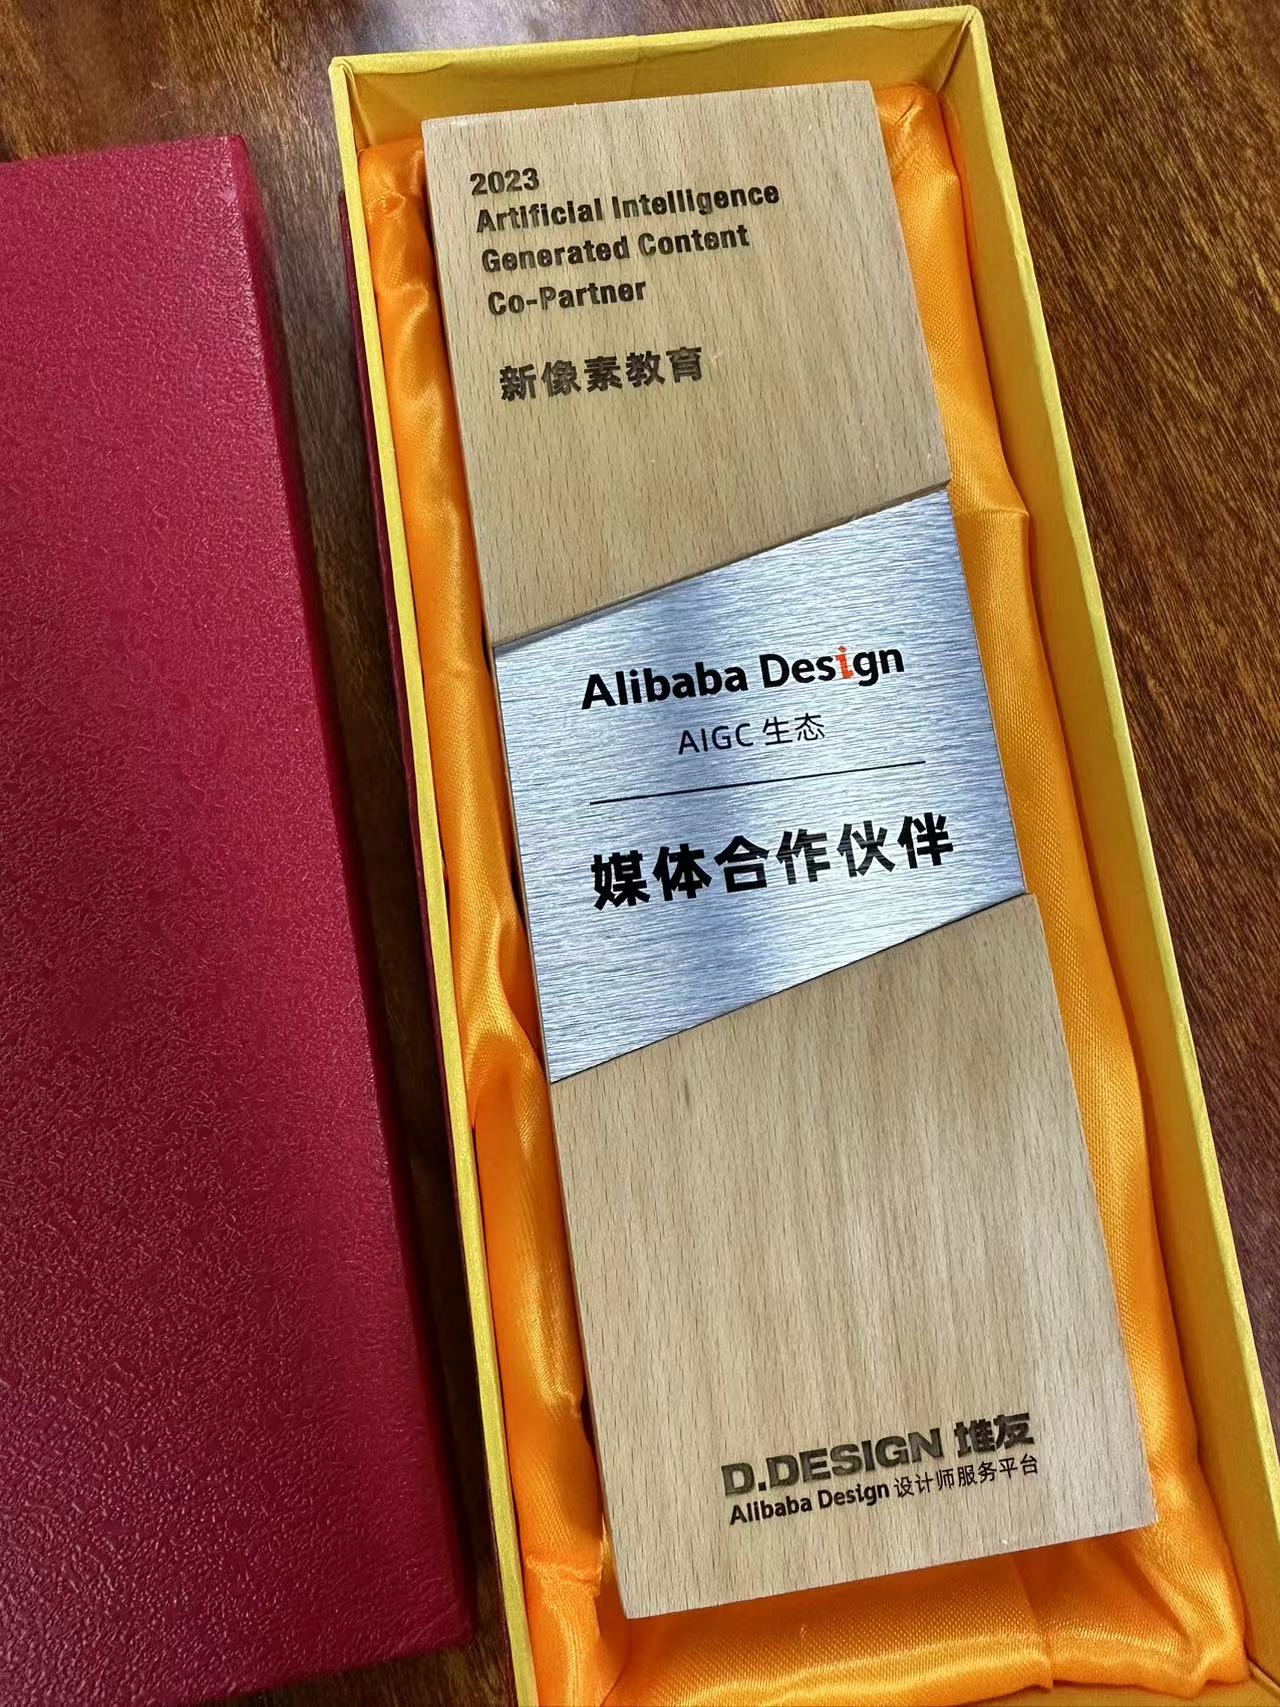 2023
Artificial Intelligence
Generated Content
Co-Partner
新像素教育
Alibaba Design
AIGC 生态
媒体合作伙伴
D.DESIGN 堆友
Alibaba Design 设计师服务平台